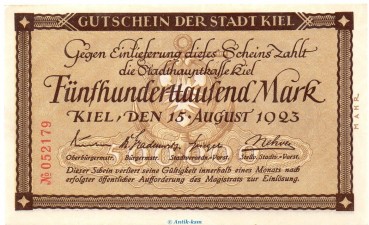 GUTSCHEIN DER STADT KIEL
Gegen Einlieferung dieses Scheins zahlt
die Stadthauptkasse Kiel
Fünfhunderttausend Mark
KIEL, DEN 15. AUGUST 1923
Oberbürgermstr. Bürgermstr. Stadtverordn.-Vorst. Stellv. Stadtv.-Vorst.
Dieser Schein verliert seine Gültigkeit innerhalb eines Monats nach
erfolgter öffentlicher Aufforderung des Magistrats zur Einlösung.
№ 052179
MAHR
© Antik-kam